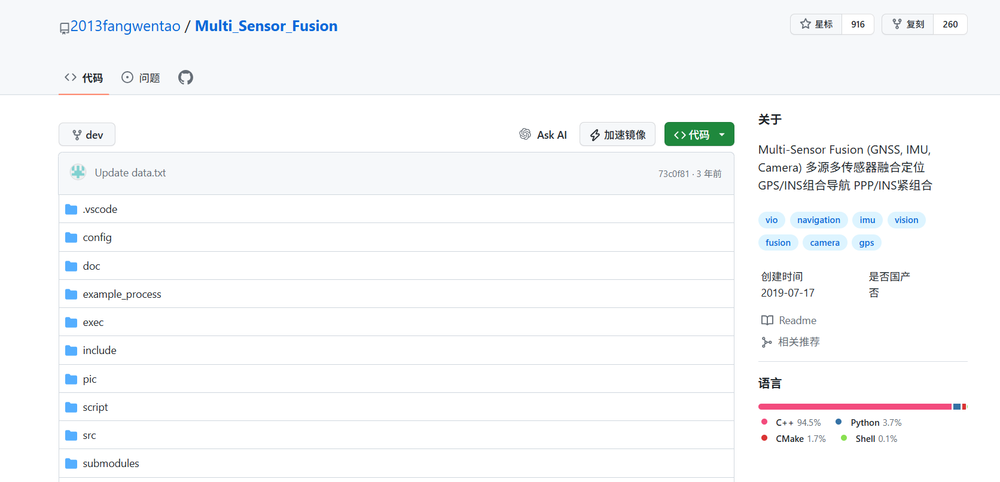 2013fangwentao / Multi_Sensor_Fusion
星标 916 复刻 260
代码 问题
dev Ask AI 加速镜像 代码
Update data.txt 73c0f81 · 3 年前
.vscode
config
doc
example_process
exec
include
pic
script
src
submodules
关于
Multi-Sensor Fusion (GNSS, IMU,
Camera) 多源多传感器融合定位
GPS/INS组合导航 PPP/INS紧组合
vio navigation imu vision
fusion camera gps
创建时间 是否国产
2019-07-17 否
Readme
相关推荐
语言
C++ 94.5% Python 3.7%
CMake 1.7% Shell 0.1%